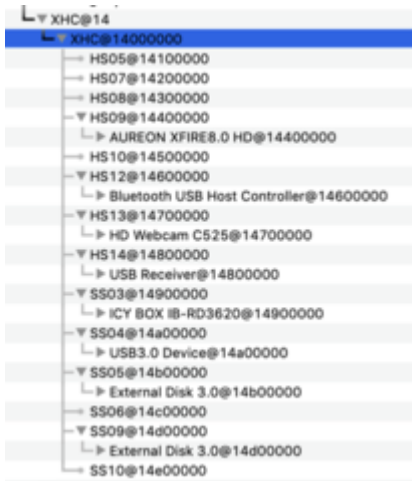 XHC@14
XHC@14000000
HS05@14100000
HS07@14200000
HS08@14300000
HS09@14400000
AUREON XFIRE8.0 HD@14400000
HS10@14500000
HS12@14600000
Bluetooth USB Host Controller@14600000
HS13@14700000
HD Webcam C525@14700000
HS14@14800000
USB Receiver@14800000
SS03@14900000
ICY BOX IB-RD3620@14900000
SS04@14a00000
USB3.0 Device@14a00000
SS05@14b00000
External Disk 3.0@14b00000
SS06@14c00000
SS09@14d00000
External Disk 3.0@14d00000
SS10@14e00000